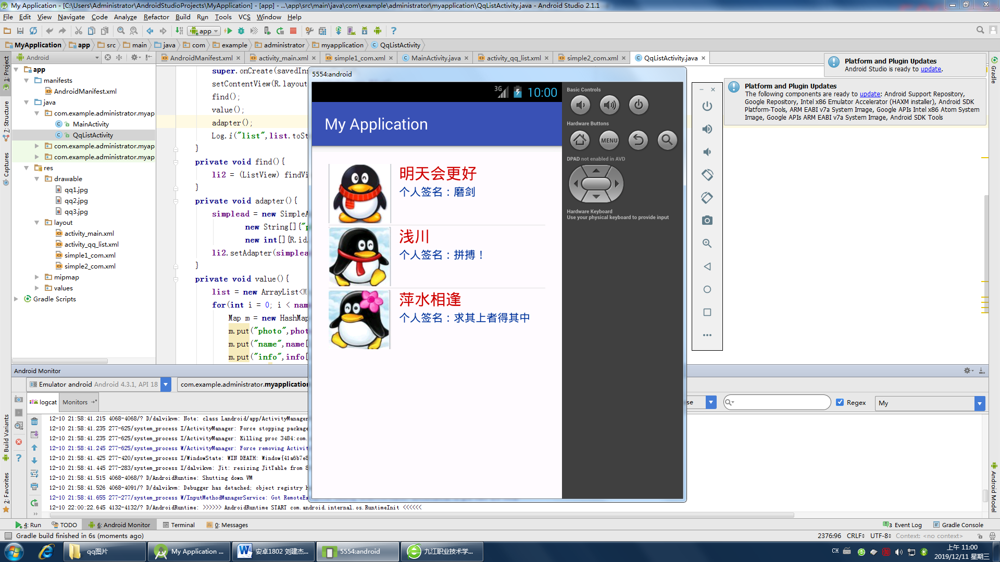 My Application - [C:\Users\Administrator\AndroidStudioProjects\MyApplication] - [app] - ...\app\src\main\java\com\example\administrator\myapplication\QqListActivity.java - Android Studio 2.1.1
File Edit View Navigate Code Analyze Refactor Build Run Tools VCS Window Help
app
MyApplication app src main java com example administrator myapplication QqListActivity
Android
AndroidManifest.xml activity_main.xml simple1_com.xml MainActivity.java activity_qq_list.xml simple2_com.xml QqListActivity.java
1: Project
7: Structure
Captures
Build Variants
2: Favorites
app
manifests
AndroidManifest.xml
java
com.example.administrator.myap
MainActivity
QqListActivity
com.example.administrator.myap
com.example.administrator.myap
res
drawable
qq1.jpg
qq2.jpg
qq3.jpg
layout
activity_main.xml
activity_qq_list.xml
simple1_com.xml
simple2_com.xml
mipmap
values
Gradle Scripts
super.onCreate(savedIns
setContentView(R.layout
find();
value();
adapter();
Log.i("list",list.toSt
}
private void find(){
li2 = (ListView) findVi
}
private void adapter(){
simplead = new SimpleA
new String[]{"p
new int[]{R.id.
li2.setAdapter(simplea
}
private void value(){
list = new ArrayList<M
for(int i = 0; i < nam
Map m = new HashMap
m.put("photo",phot
m.put("name",name[
m.put("info",info[
5554:android
3G 10:00
My Application
明天会更好
个人签名：磨剑
浅川
个人签名：拼搏！
萍水相逢
个人签名：求其上者得其中
Basic Controls
Hardware Buttons
MENU
DPAD not enabled in AVD
Hardware Keyboard
Use your physical keyboard to provide input
Platform and Plugin Updates
Android Studio is ready to update.
Platform and Plugin Updates
The following components are ready to update: Android Support Repository,
Google Repository, Intel x86 Emulator Accelerator (HAXM installer), Android SDK
Platform-Tools, ARM EABI v7a System Image, Google APIs Intel x86 Atom System
Image, Google APIs ARM EABI v7a System Image, Android SDK Tools
Gradle
Android Model
Android Monitor
Emulator android Android 4.3.1, API 18 com.example.administrator.myapplication
logcat Monitors
se Regex My
12-10 21:58:41.215 4068-4068/? D/dalvikvm: Note: class Landroid/app/ActivityManager
12-10 21:58:41.235 277-625/system_process I/ActivityManager: Force stopping package
12-10 21:58:41.235 277-625/system_process I/ActivityManager: Killing proc 3484:com.
12-10 21:58:41.245 277-625/system_process W/ActivityManager: Force removing Activit
12-10 21:58:41.425 277-420/system_process I/WindowState: WIN DEATH: Window{41a6b7e8
12-10 21:58:41.445 277-283/system_process I/dalvikvm: Jit: resizing JitTable from 8
12-10 21:58:41.515 4068-4068/? D/AndroidRuntime: Shutting down VM
12-10 21:58:41.526 4068-4091/? D/dalvikvm: Debugger has detached; object registry h
12-10 21:58:41.655 277-277/system_process W/InputMethodManagerService: Got RemoteEx
12-10 22:00:22.645 4132-4132/? D/AndroidRuntime: >>>>>> AndroidRuntime START com.android.internal.os.RuntimeInit <<<<<<
4: Run TODO 6: Android Monitor Terminal 0: Messages 3 Event Log Gradle Console
Gradle build finished in 6s (moments ago) 2376:96 CRLF UTF-8 Context: <no context>
qq图片 My Application ... 安卓1802 刘建杰... 5554:android 九江职业技术学...
CH 上午 11:00
2019/12/11 星期三